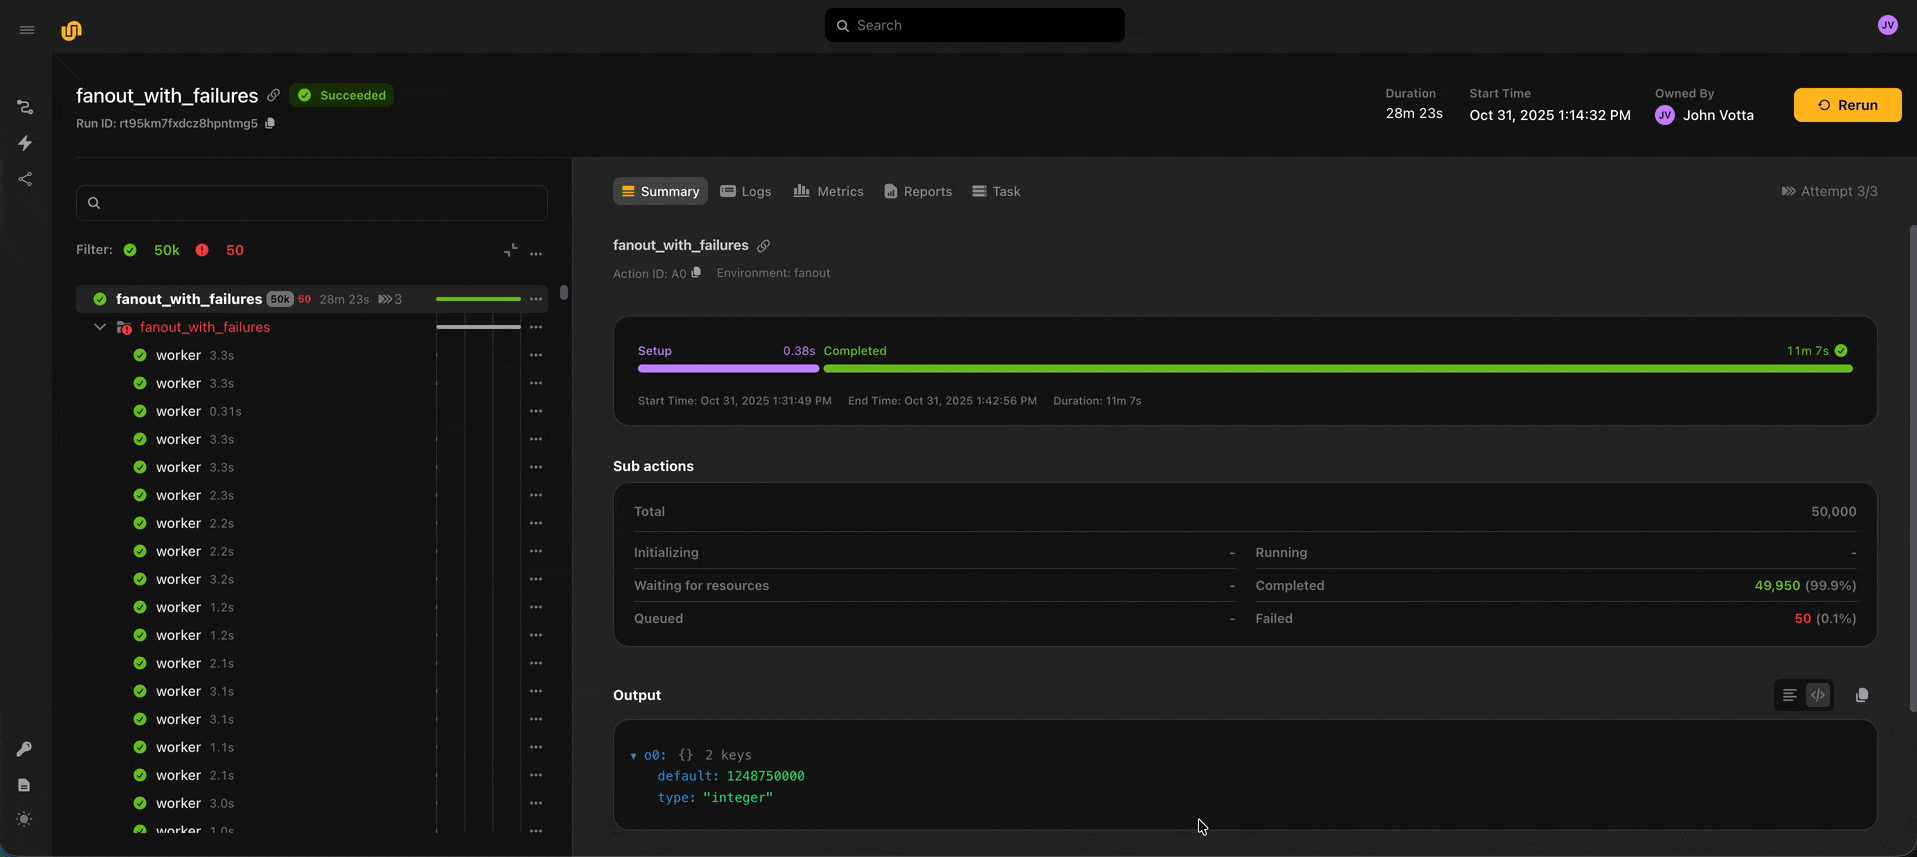 Search
JV
fanout_with_failures
Succeeded
Run ID: rt95km7fxdcz8hpntmg5
Duration
28m 23s
Start Time
Oct 31, 2025 1:14:32 PM
Owned By
JV John Votta
Rerun
Filter: 50k 50
fanout_with_failures 50k 50 28m 23s 3
fanout_with_failures
worker 3.3s
worker 3.3s
worker 0.31s
worker 3.3s
worker 3.3s
worker 2.3s
worker 2.2s
worker 2.2s
worker 3.2s
worker 1.2s
worker 1.2s
worker 2.1s
worker 3.1s
worker 3.1s
worker 1.1s
worker 2.1s
worker 3.0s
worker 1.0s
Summary Logs Metrics Reports Task
Attempt 3/3
fanout_with_failures
Action ID: A0 Environment: fanout
Setup 0.38s Completed 11m 7s
Start Time: Oct 31, 2025 1:31:49 PM End Time: Oct 31, 2025 1:42:56 PM Duration: 11m 7s
Sub actions
Total 50,000
Initializing - Running -
Waiting for resources - Completed 49,950 (99.9%)
Queued - Failed 50 (0.1%)
Output
</>
▾ o0: {} 2 keys
default: 1248750000
type: "integer"